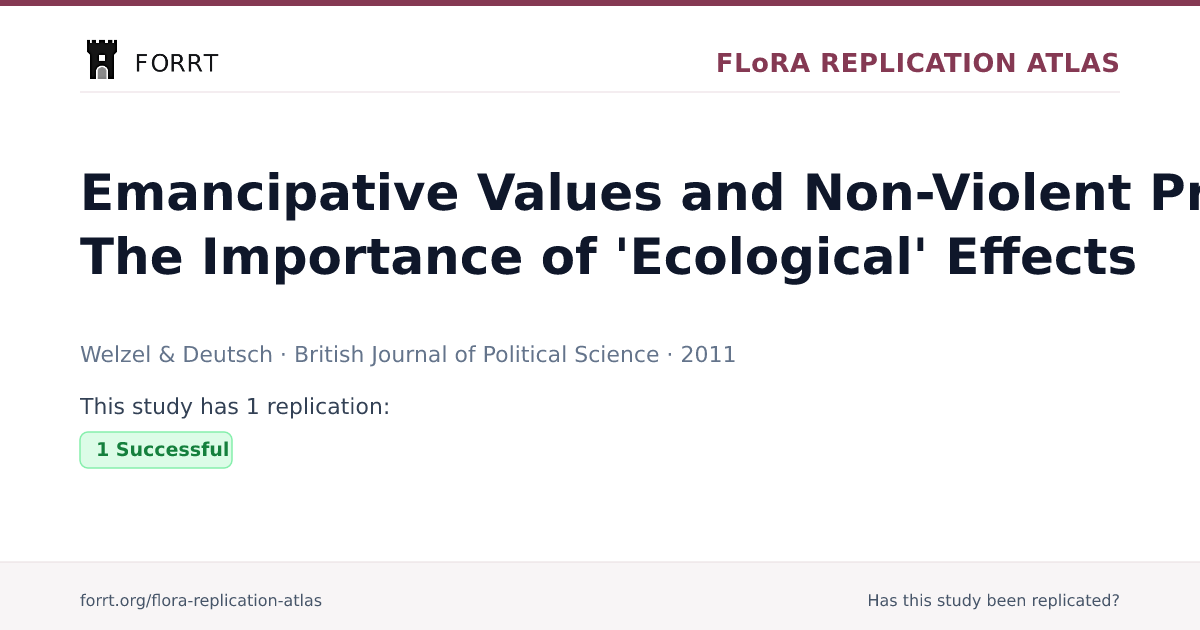 FORRT
FLoRA REPLICATION ATLAS
Emancipative Values and Non-Violent Pr
The Importance of 'Ecological' Effects
Welzel & Deutsch · British Journal of Political Science · 2011
This study has 1 replication:
1 Successful
forrt.org/flora-replication-atlas
Has this study been replicated?